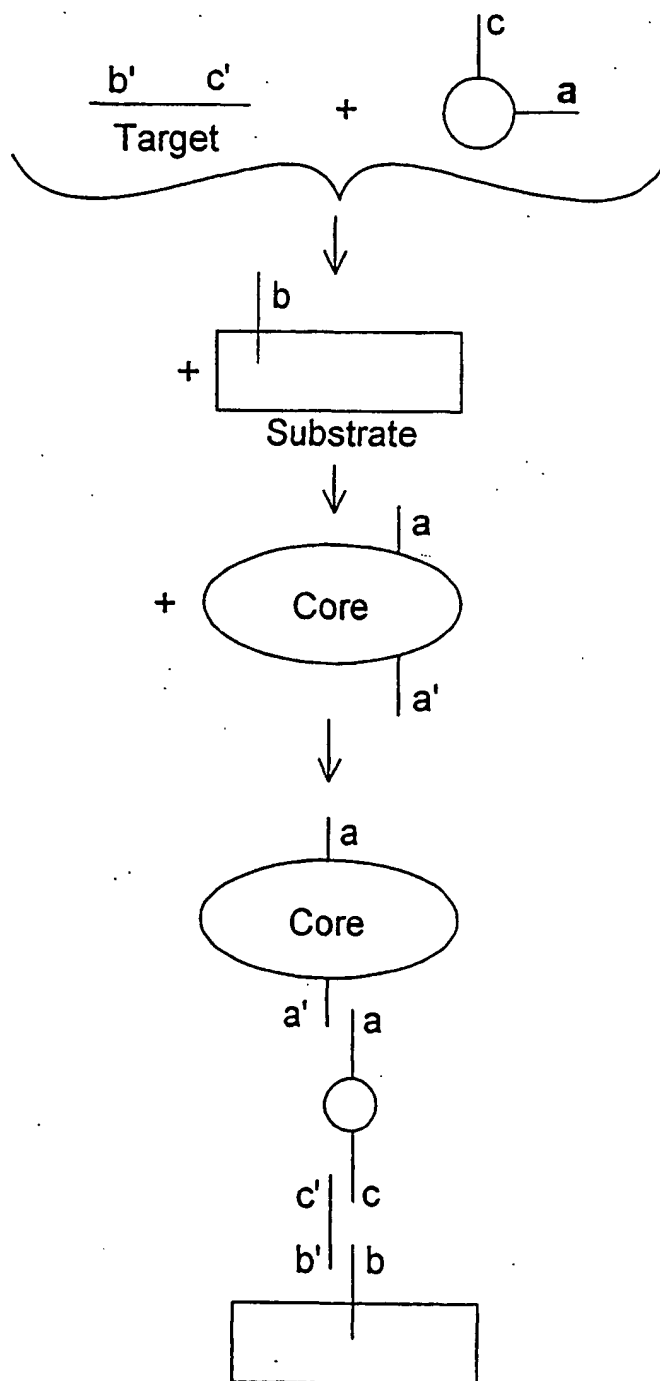 c
b' c' + a
Target
b
+
Substrate
a
+ Core
a'
a
Core
a' a
c' c
b' b